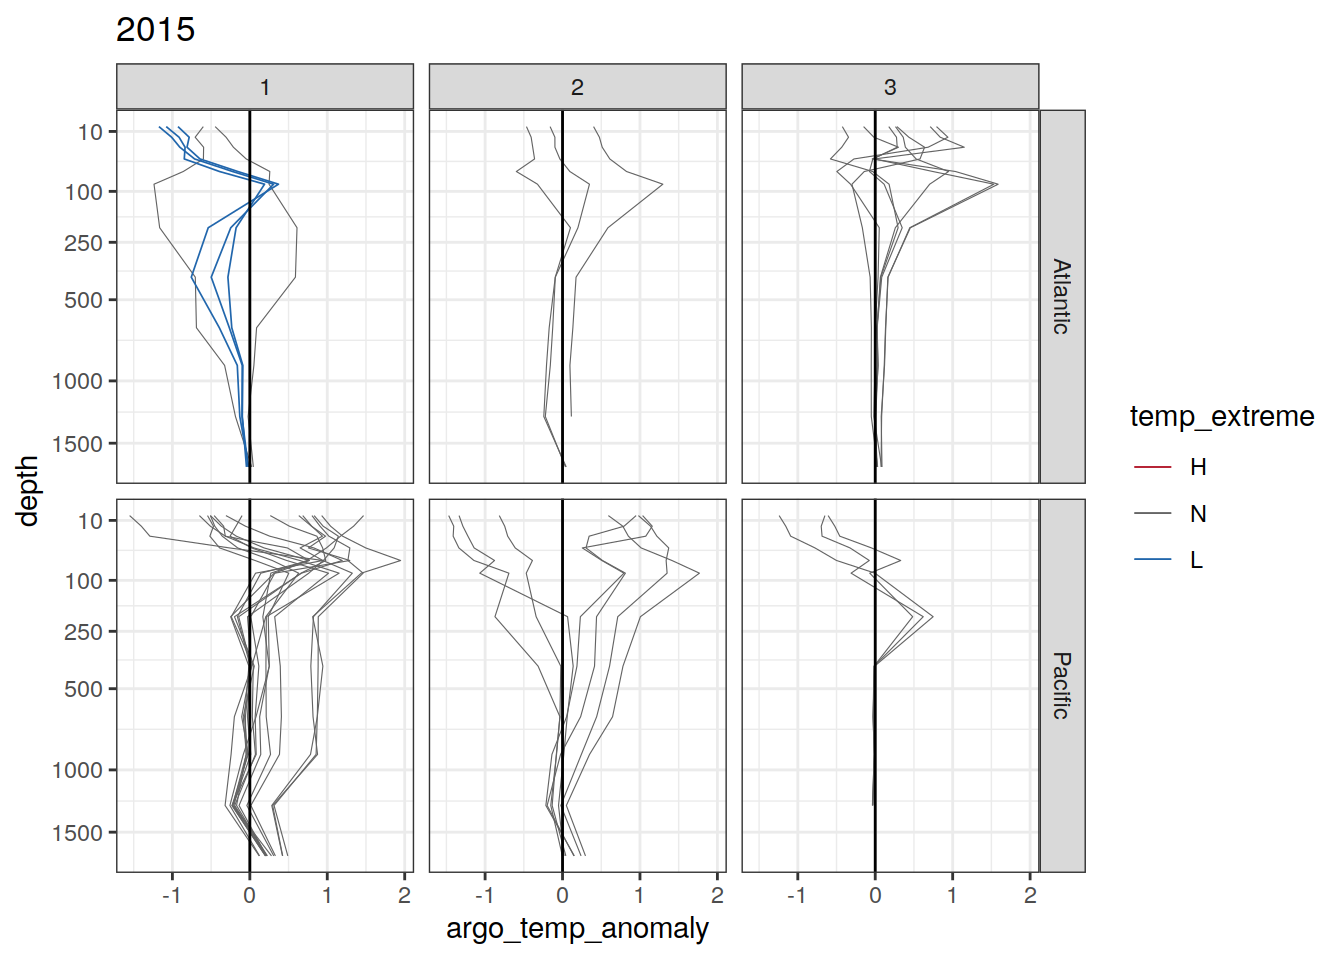 2015
1 2 3
10
100
250
500
1000
1500
Atlantic
10
100
250
500
1000
1500
Pacific
-1 0 1 2 -1 0 1 2 -1 0 1 2
argo_temp_anomaly
depth
temp_extreme
H
N
L